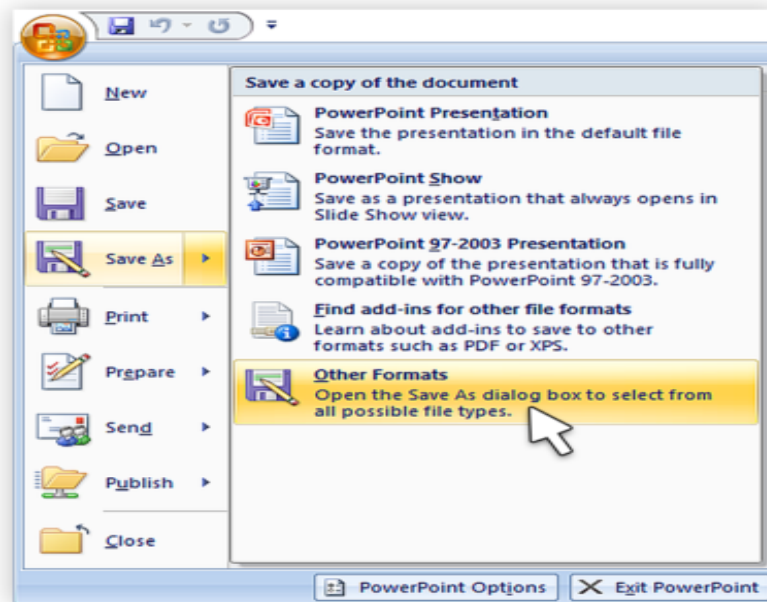 New
Open
Save
Save As
Print
Prepare
Send
Publish
Close
Save a copy of the document
PowerPoint Presentation
Save the presentation in the default file
format.
PowerPoint Show
Save as a presentation that always opens in
Slide Show view.
PowerPoint 97-2003 Presentation
Save a copy of the presentation that is fully
compatible with PowerPoint 97-2003.
Find add-ins for other file formats
Learn about add-ins to save to other
formats such as PDF or XPS.
Other Formats
Open the Save As dialog box to select from
all possible file types.
PowerPoint Options
Exit PowerPoint